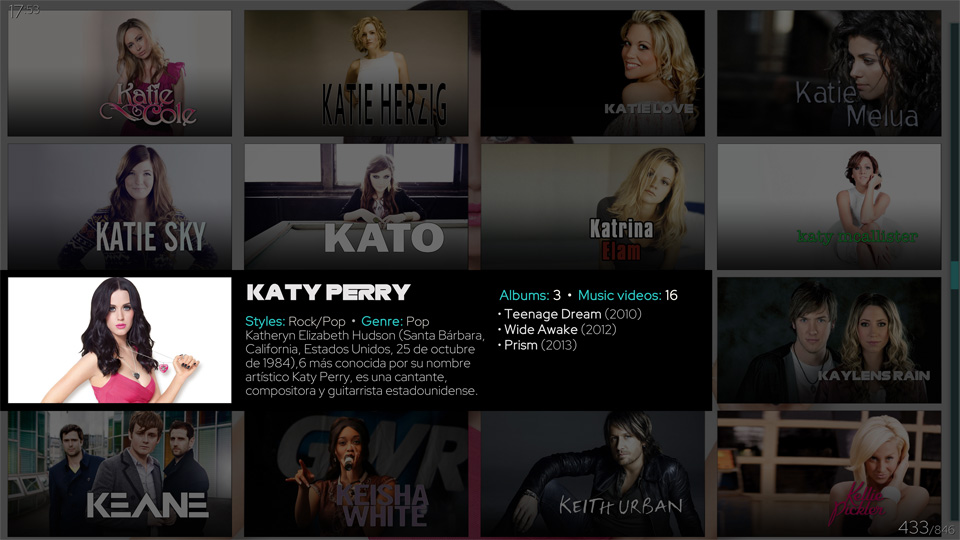 17:53
Katie
Cole
KATIE HERZIG
KATIE LOVE
Katie
Melua
KATIE SKY
KATO
Katrina
Elam
katy mcallister
KATY PERRY
Styles: Rock/Pop • Genre: Pop
Katheryn Elizabeth Hudson (Santa Bárbara,
California, Estados Unidos, 25 de octubre
de 1984),6 más conocida por su nombre
artístico Katy Perry, es una cantante,
compositora y guitarrista estadounidense.
Albums: 3 • Music videos: 16
• Teenage Dream (2010)
• Wide Awake (2012)
• Prism (2013)
KAYLENS RAIN
KEANE
GWR
KEISHA
WHITE
KEITH URBAN
Kellie
Pickler
433/846